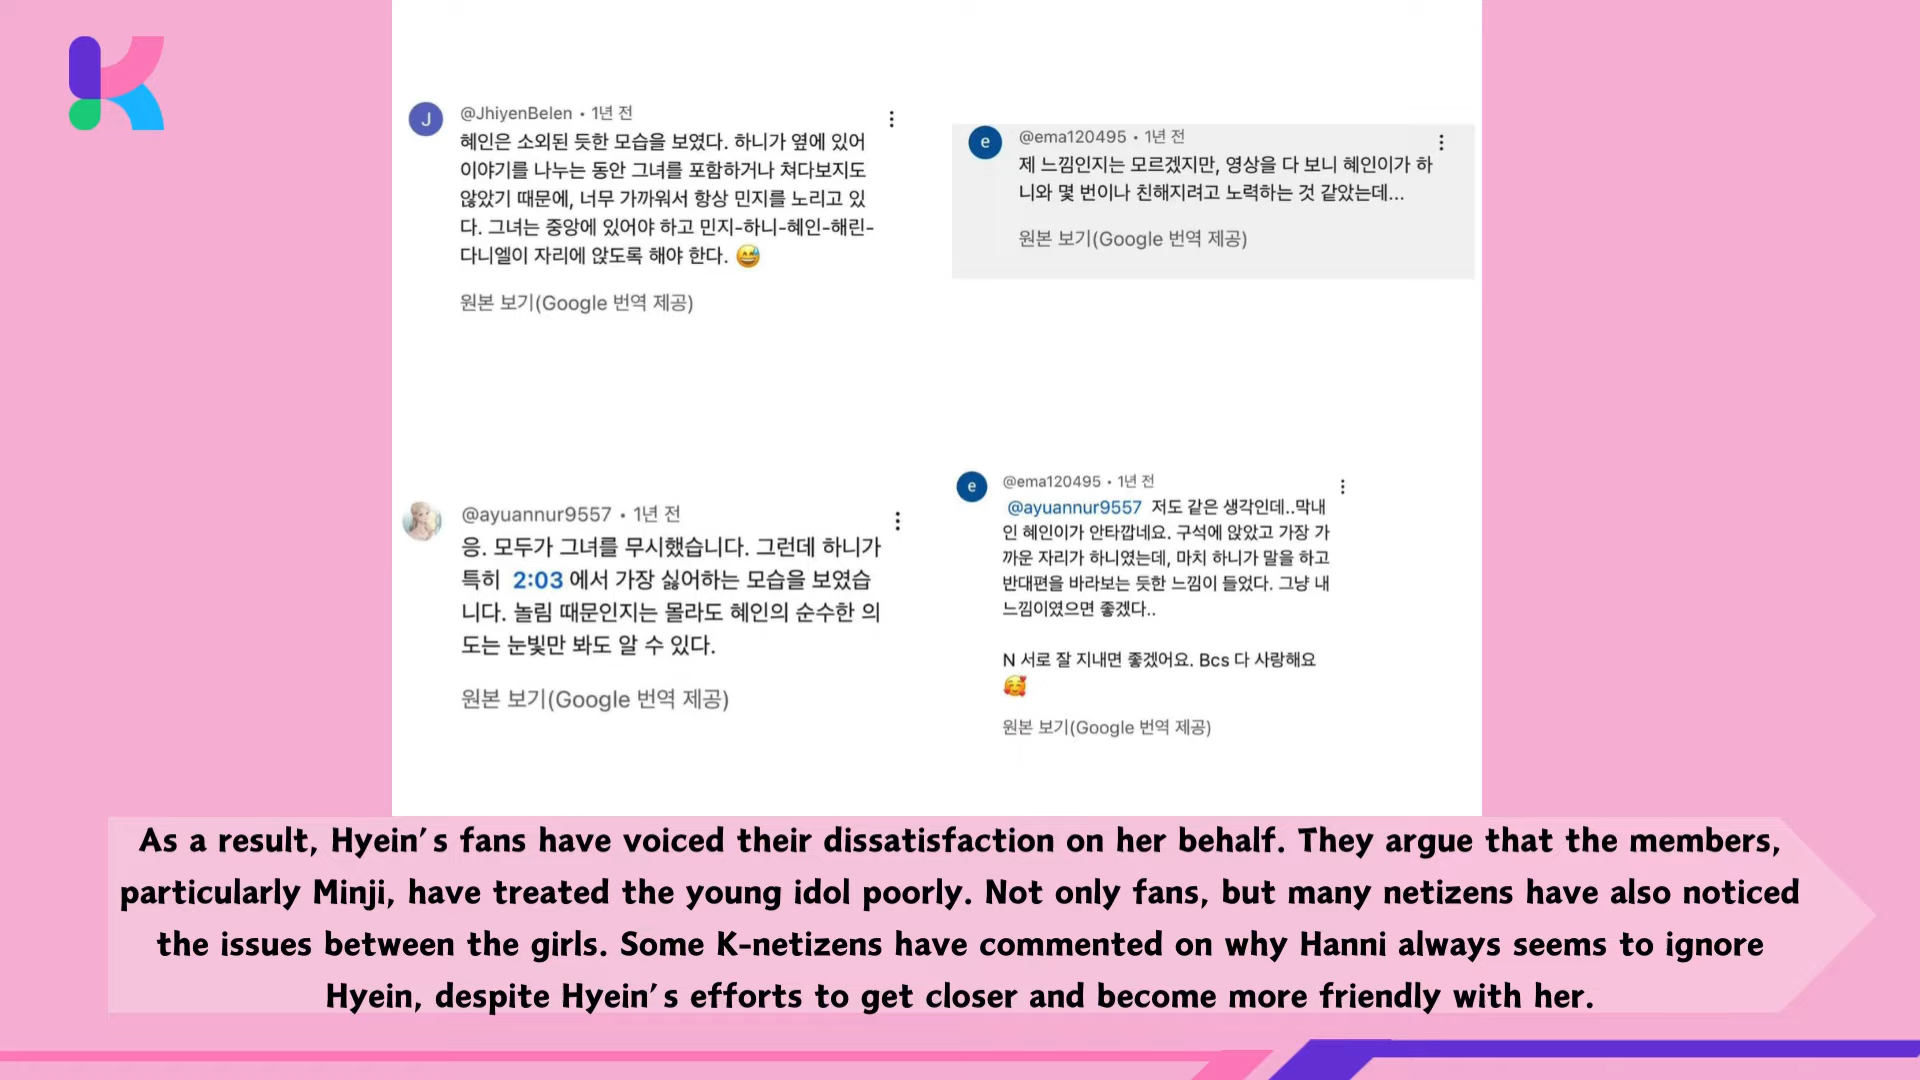 J
@JhiyenBelen • 1년 전
혜인은 소외된 듯한 모습을 보였다. 하니가 옆에 있어
이야기를 나누는 동안 그녀를 포함하거나 쳐다보지도
않았기 때문에, 너무 가까워서 항상 민지를 노리고 있
다. 그녀는 중앙에 있어야 하고 민지-하니-혜인-해린-
다니엘이 자리에 앉도록 해야 한다. 😅
원본 보기(Google 번역 제공)
e
@ema120495 • 1년 전
제 느낌인지는 모르겠지만, 영상을 다 보니 혜인이가 하
니와 몇 번이나 친해지려고 노력하는 것 같았는데...
원본 보기(Google 번역 제공)
@ayuannur9557 • 1년 전
응. 모두가 그녀를 무시했습니다. 그런데 하니가
특히 2:03 에서 가장 싫어하는 모습을 보였습
니다. 놀림 때문인지는 몰라도 혜인의 순수한 의
도는 눈빛만 봐도 알 수 있다.
원본 보기(Google 번역 제공)
e
@ema120495 • 1년 전
@ayuannur9557 저도 같은 생각인데..막내
인 혜인이가 안타깝네요. 구석에 앉았고 가장 가
까운 자리가 하니였는데, 마치 하니가 말을 하고
반대편을 바라보는 듯한 느낌이 들었다. 그냥 내
느낌이였으면 좋겠다..
N 서로 잘 지내면 좋겠어요. Bcs 다 사랑해요
🥰
원본 보기(Google 번역 제공)
As a result, Hyein's fans have voiced their dissatisfaction on her behalf. They argue that the members,
particularly Minji, have treated the young idol poorly. Not only fans, but many netizens have also noticed
the issues between the girls. Some K-netizens have commented on why Hanni always seems to ignore
Hyein, despite Hyein's efforts to get closer and become more friendly with her.